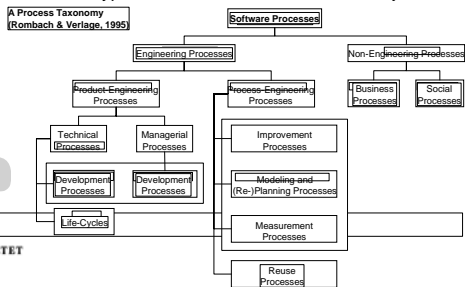 A Process Taxonomy
(Rombach & Verlage, 1995)
Software Processes
Engineering Processes
Non-Engineering Processes
Product-Engineering
Processes
Process-Engineering
Processes
Business
Processes
Social
Processes
Technical
Processes
Managerial
Processes
Improvement
Processes
Development
Processes
Development
Processes
Modeling and
(Re-)Planning Processes
Life-Cycles
Measurement
Processes
TET
Reuse
Processes